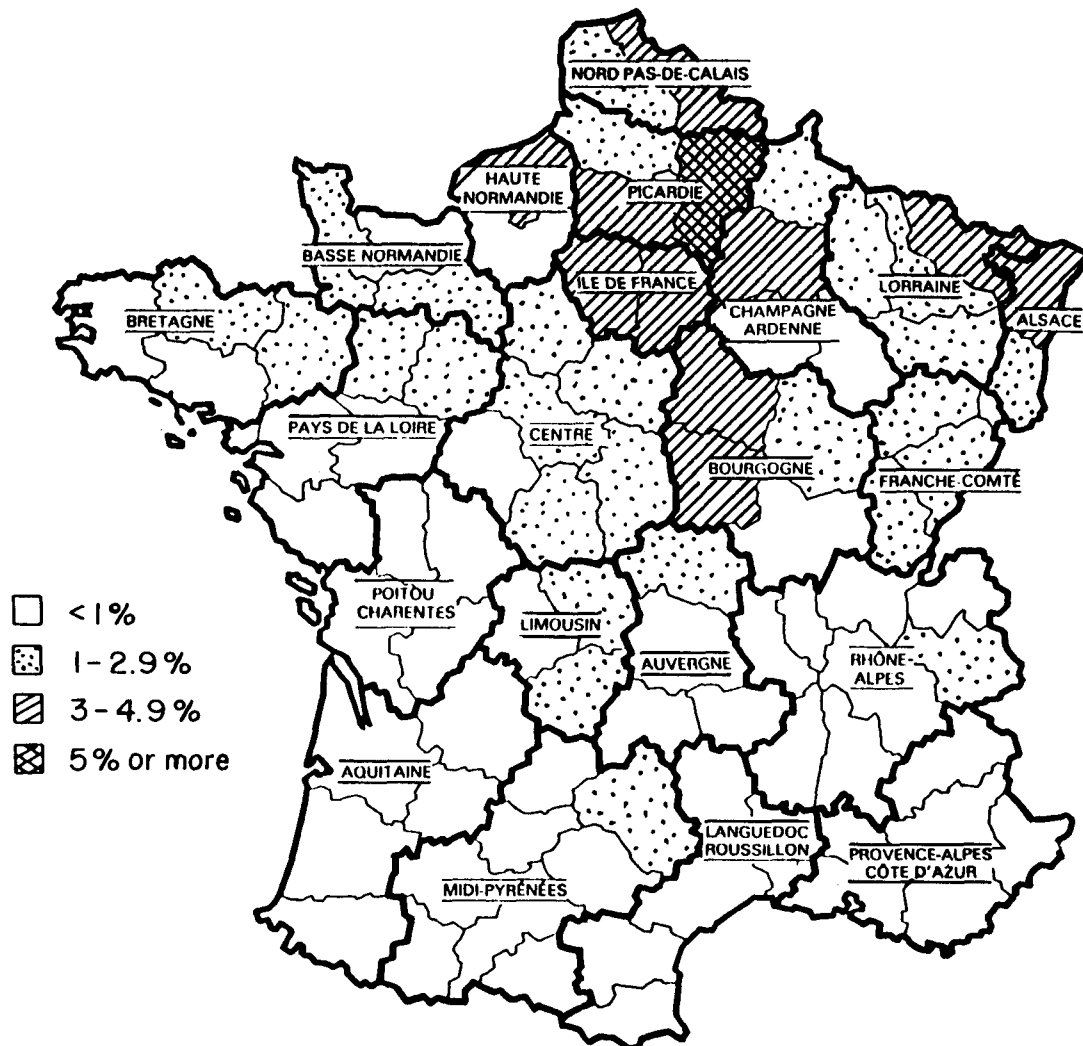 NORD PAS-DE-CALAIS
HAUTE
NORMANDIE
PICARDIE
BASSE NORMANDIE
ILE DE FRANCE
LORRAINE
CHAMPAGNE
ARDENNE
ALSACE
BRETAGNE
PAYS DE LA LOIRE
CENTRE
BOURGOGNE
FRANCHE-COMTÉ
POITOU
CHARENTES
LIMOUSIN
AUVERGNE
RHÔNE-
ALPES
AQUITAINE
LANGUEDOC
ROUSSILLON
PROVENCE-ALPES
CÔTE D'AZUR
MIDI-PYRÉNÉES
<1%
1-2.9%
3-4.9%
5% or more